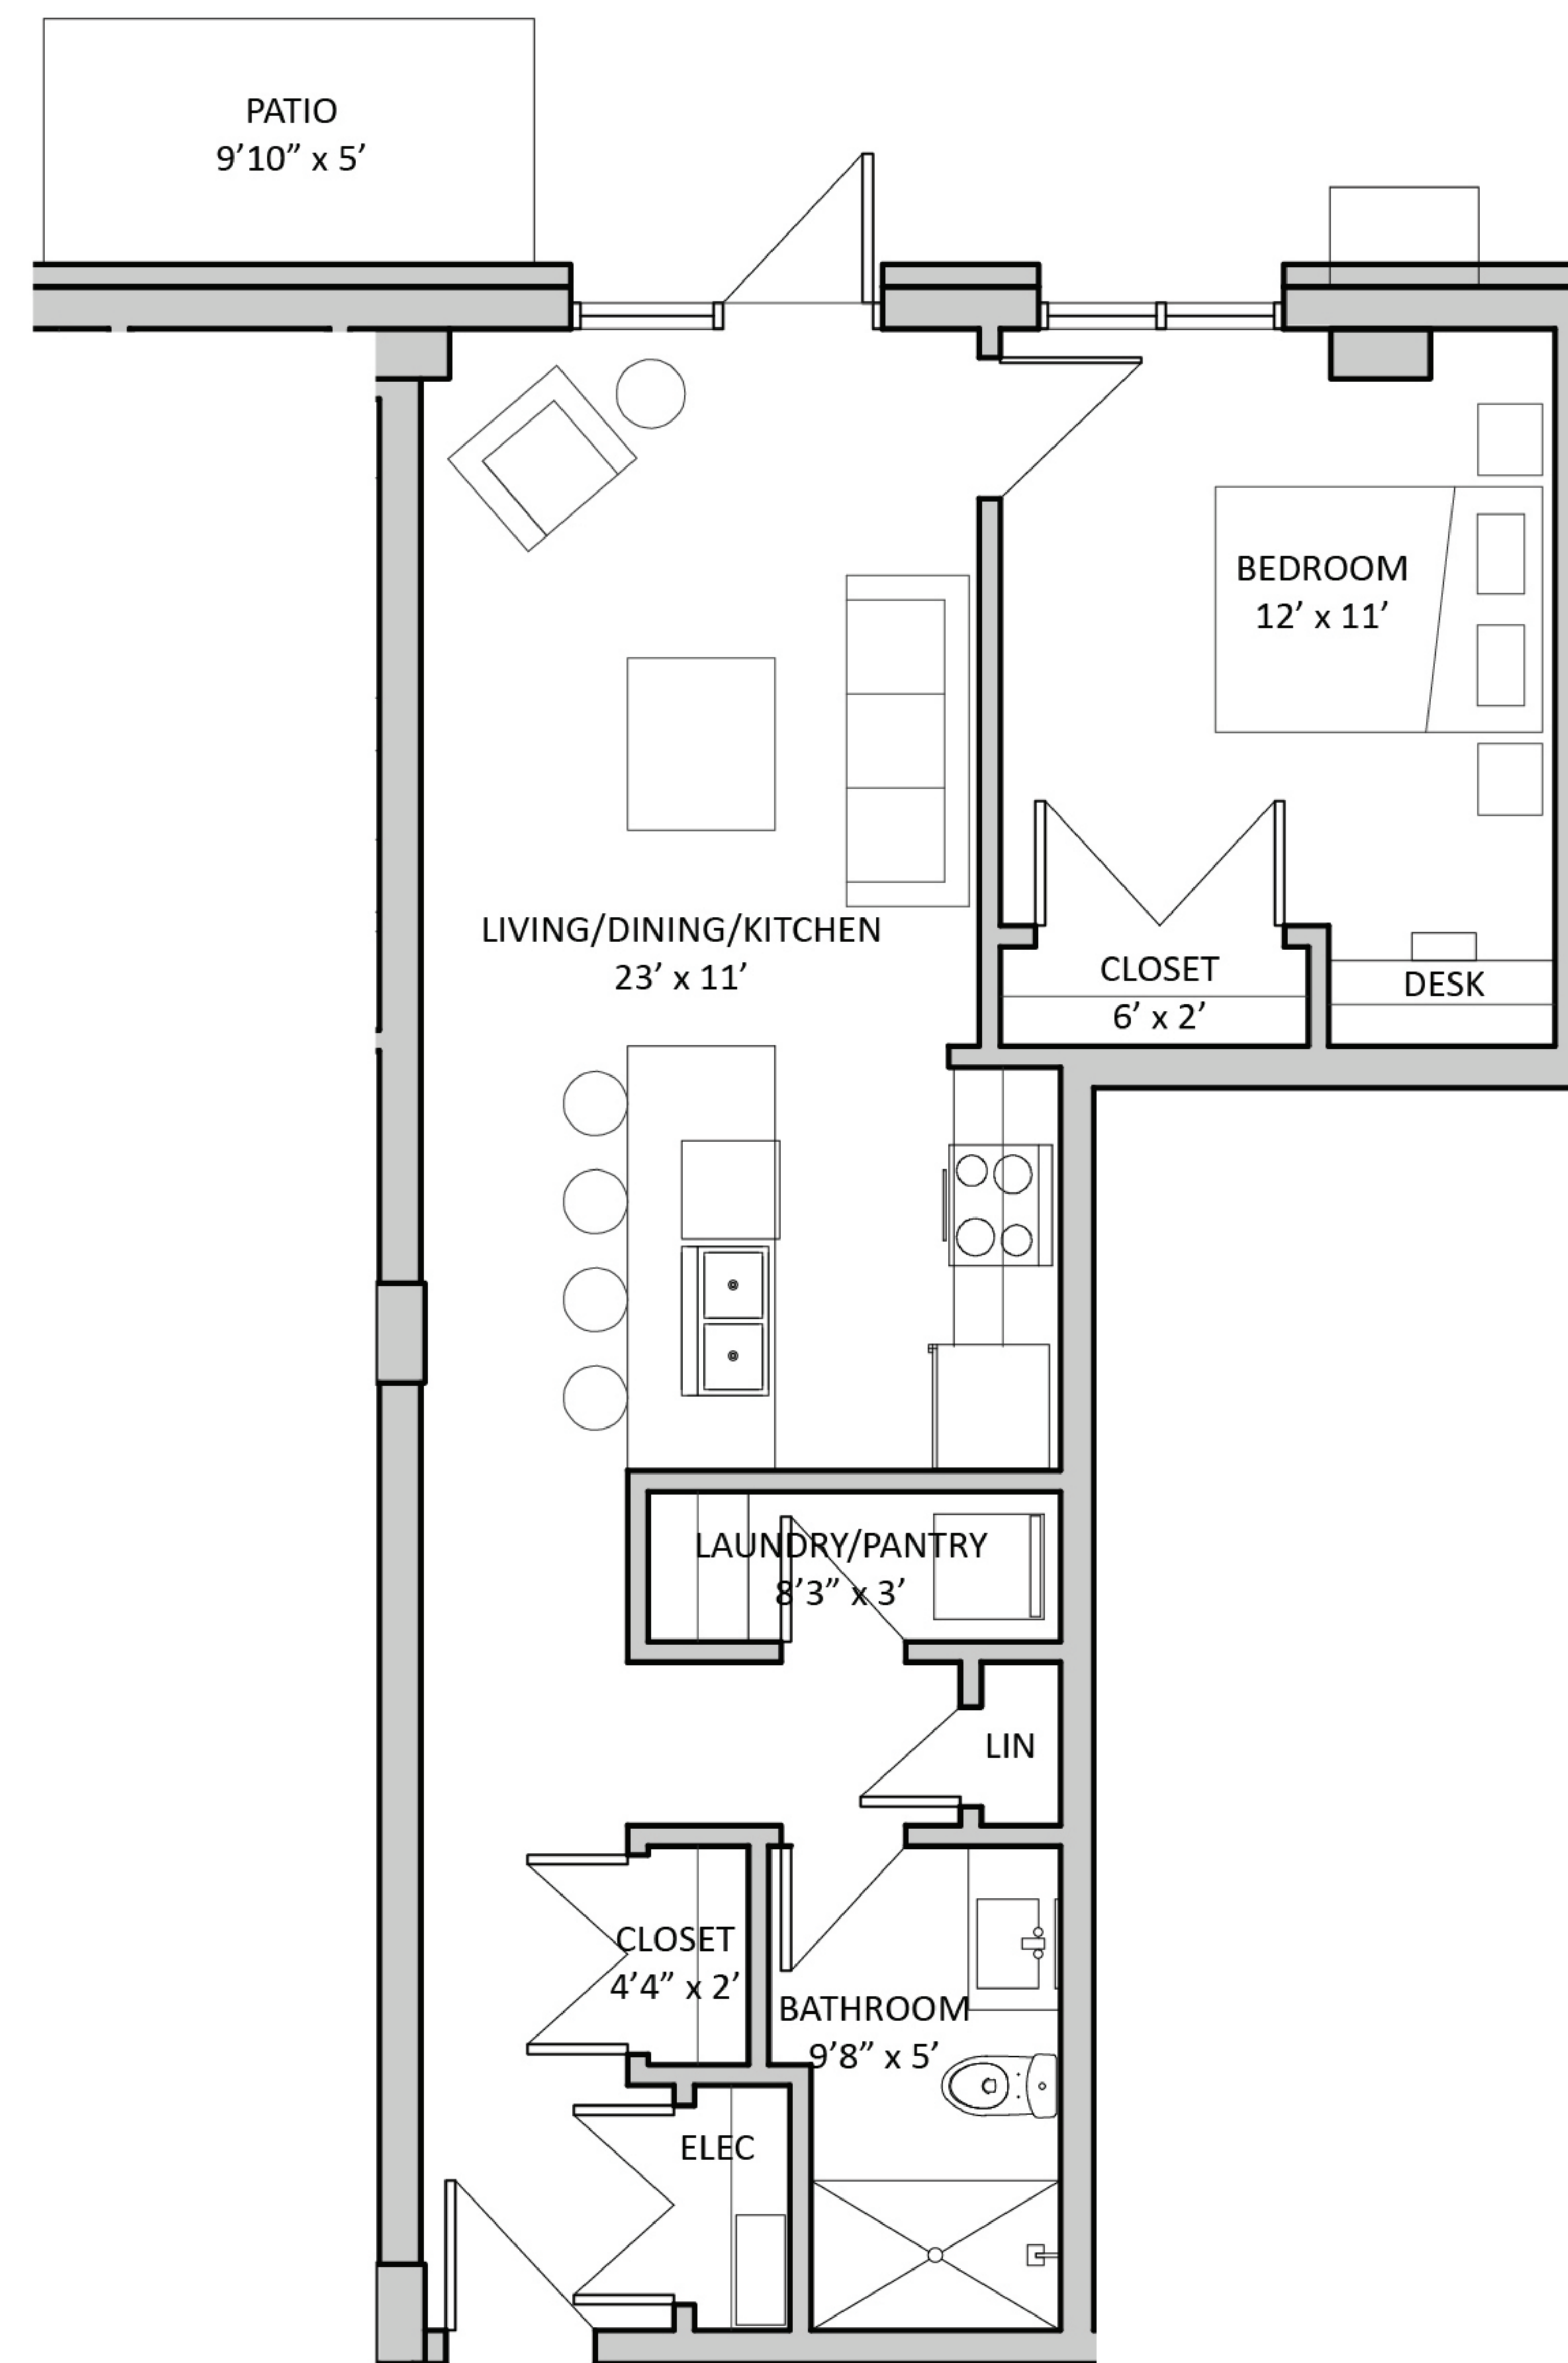 PATIO
9’10” x 5’
BEDROOM
12’ x 11’
LIVING/DINING/KITCHEN
23’ x 11’
CLOSET
6’ x 2’
DESK
LAUNDRY/PANTRY
8’3” x 3’
LIN
CLOSET
4’4” x 2’
BATHROOM
9’8” x 5’
ELEC